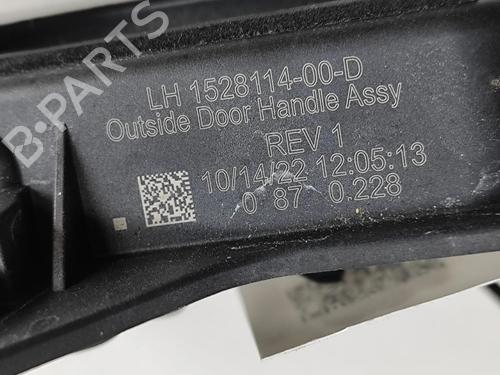 LH 1528114-00-D
Outside Door Handle Assy
REV 1
10/14/22 12:05:13
0 87 0.228
B-PARTS